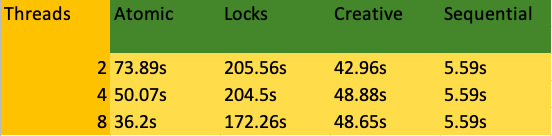 Threads Atomic Locks Creative Sequential
2 73.89s 205.56s 42.96s 5.59s
4 50.07s 204.5s 48.88s 5.59s
8 36.2s 172.26s 48.65s 5.59s